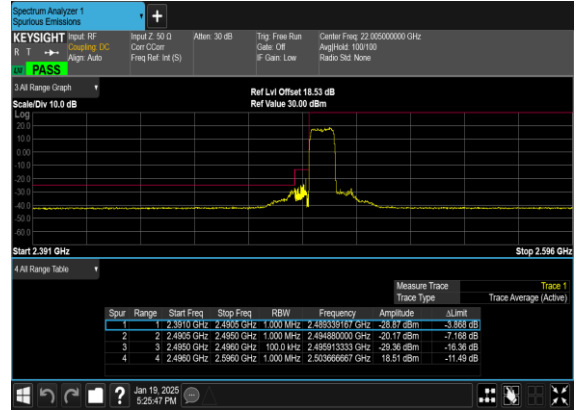 Spectrum Analyzer 1
Spurious Emissions
+
KEYSIGHT Input: RF Input Z: 50 Ω Atten: 30 dB Trig: Free Run Center Freq: 22.005000000 GHz
R T Coupling: DC Corr CCorr Gate: Off Avg|Hold: 100/100
Align: Auto Freq Ref: Int (S) IF Gain: Low Radio Std: None
PASS
3 All Range Graph
Ref Lvl Offset 18.53 dB
Scale/Div 10.0 dB Ref Value 30.00 dBm
Log
20.0
10.0
0.00
-10.0
-20.0
-30.0
-40.0
-50.0
-60.0
Start 2.391 GHz Stop 2.596 GHz
4 All Range Table
Measure Trace Trace 1
Trace Type Trace Average (Active)
Spur Range Start Freq Stop Freq RBW Frequency Amplitude ΔLimit
1 1 2.3910 GHz 2.4905 GHz 1.000 MHz 2.489339167 GHz -28.87 dBm -3.868 dB
2 2 2.4905 GHz 2.4950 GHz 1.000 MHz 2.494880000 GHz -20.17 dBm -7.168 dB
3 3 2.4950 GHz 2.4960 GHz 100.0 kHz 2.495913333 GHz -29.36 dBm -16.36 dB
4 4 2.4960 GHz 2.5960 GHz 1.000 MHz 2.503666667 GHz 18.51 dBm -11.49 dB
? Jan 19, 2025
5:25:47 PM